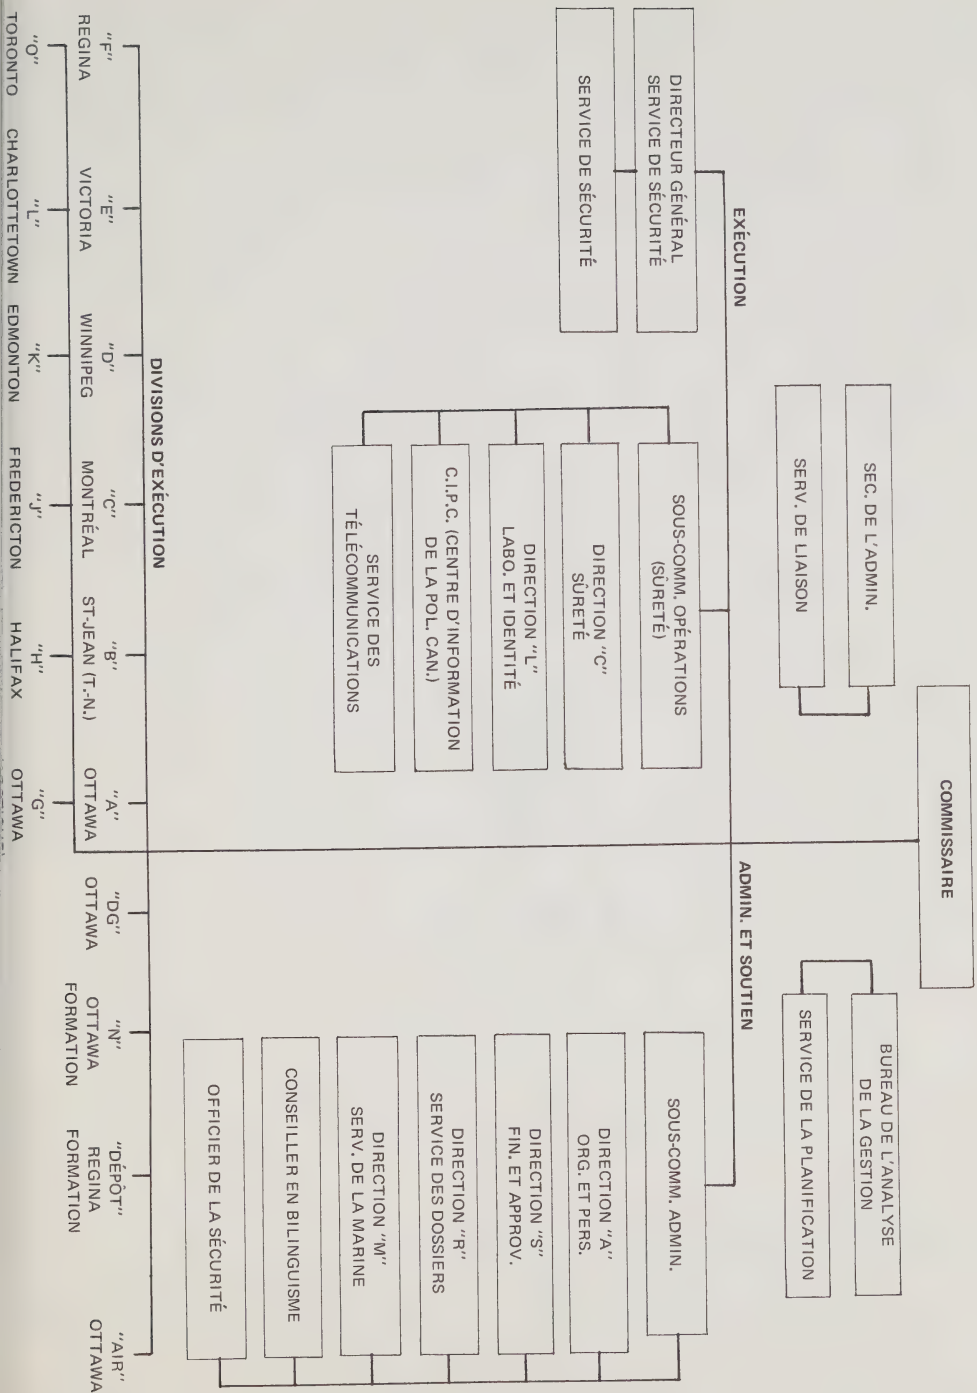 COMMISSAIRE
SEC. DE L'ADMIN.
SERV. DE LIAISON
BUREAU DE L'ANALYSE
DE LA GESTION
SERVICE DE LA PLANIFICATION
EXÉCUTION
ADMIN. ET SOUTIEN
DIRECTEUR GÉNÉRAL
SERVICE DE SÉCURITÉ
SERVICE DE SÉCURITÉ
SOUS-COMM. OPÉRATIONS
(SÛRETÉ)
DIRECTION "C"
SÛRETÉ
DIRECTION "L"
LABO. ET IDENTITÉ
C.I.P.C. (CENTRE D'INFORMATION
DE LA POL. CAN.)
SERVICE DES
TÉLÉCOMMUNICATIONS
SOUS-COMM. ADMIN.
DIRECTION "A"
ORG. ET PERS.
DIRECTION "S"
FIN. ET APPROV.
DIRECTION "R"
SERVICE DES DOSSIERS
DIRECTION "M"
SERV. DE LA MARINE
CONSEILLER EN BILINGUISME
OFFICIER DE LA SÉCURITÉ
DIVISIONS D'EXÉCUTION
"F"
REGINA
"E"
VICTORIA
"D"
WINNIPEG
"C"
MONTRÉAL
"B"
ST-JEAN (T.-N.)
"A"
OTTAWA
"DG"
OTTAWA
"N"
OTTAWA
FORMATION
"DÉPÔT"
REGINA
FORMATION
"AIR"
OTTAWA
"O"
TORONTO
"L"
CHARLOTTETOWN
"K"
EDMONTON
"J"
FREDERICTON
"H"
HALIFAX
"G"
OTTAWA